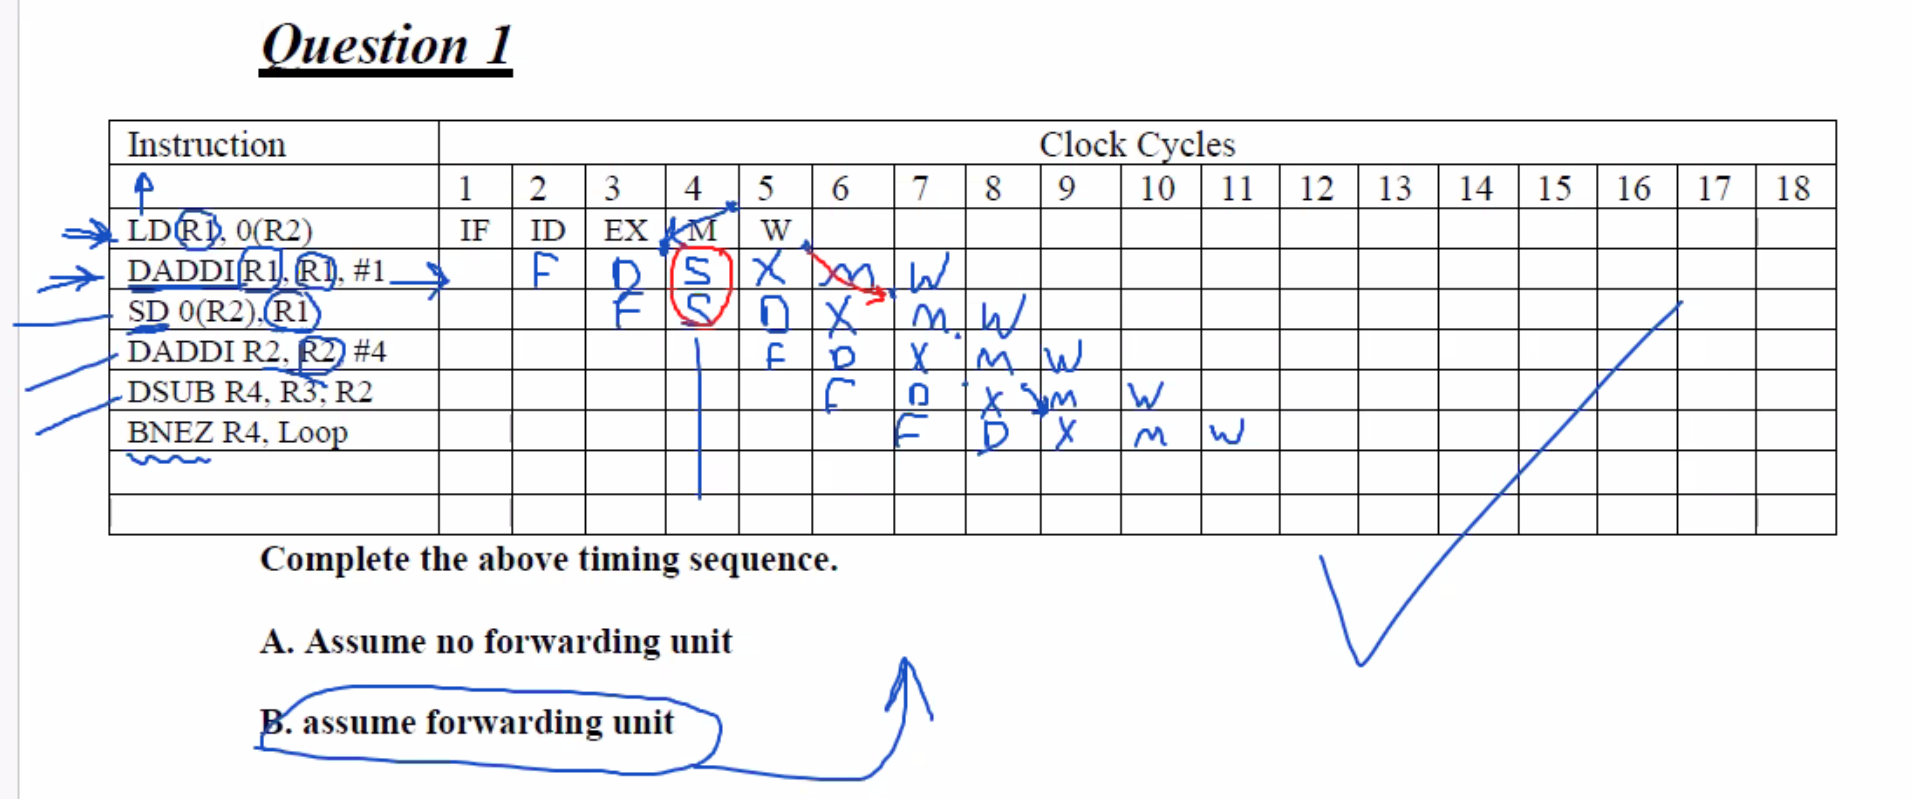 Question 1
Instruction Clock Cycles
1 2 3 4 5 6 7 8 9 10 11 12 13 14 15 16 17 18
LD R1, 0(R2) IF ID EX M W
DADDI R1, R1, #1 F D S X M W
SD 0(R2), R1 F S D X M W
DADDI R2, R2, #4 F D X M W
DSUB R4, R3, R2 F D X M W
BNEZ R4, Loop F D X M W
Complete the above timing sequence.
A. Assume no forwarding unit
B. assume forwarding unit